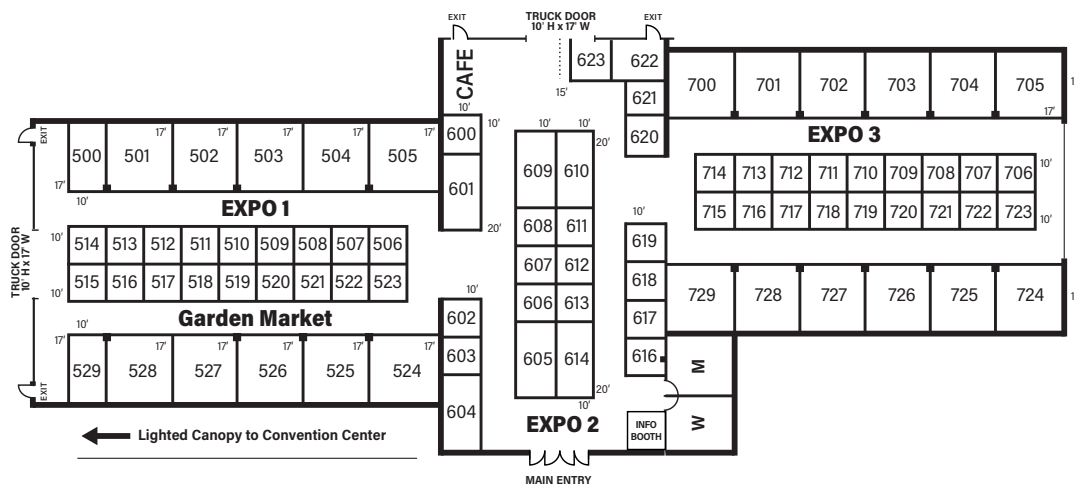 EXIT
TRUCK DOOR
10' H x 17' W
EXIT
CAFE
15'
623 622
621
620
10'
600
10'
601
20'
10' 10'
20'
609 610
608 611
607 612
606 613
605 614
20'
10'
EXPO 2
10'
602
603
604
10'
619
618
617
616
M
W
INFO
BOOTH
MAIN ENTRY
700 701 702 703 704 705
17'
1
EXPO 3
714 713 712 711 710 709 708 707 706
10'
715 716 717 718 719 720 721 722 723
10'
729 728 727 726 725 724
1
EXIT
17' 17' 17' 17' 17'
500 501 502 503 504 505
17'
10'
EXPO 1
TRUCK DOOR
10' H x 17' W
10'
514 513 512 511 510 509 508 507 506
515 516 517 518 519 520 521 522 523
10'
Garden Market
10'
17' 17' 17' 17' 17' 17'
529 528 527 526 525 524
EXIT
Lighted Canopy to Convention Center